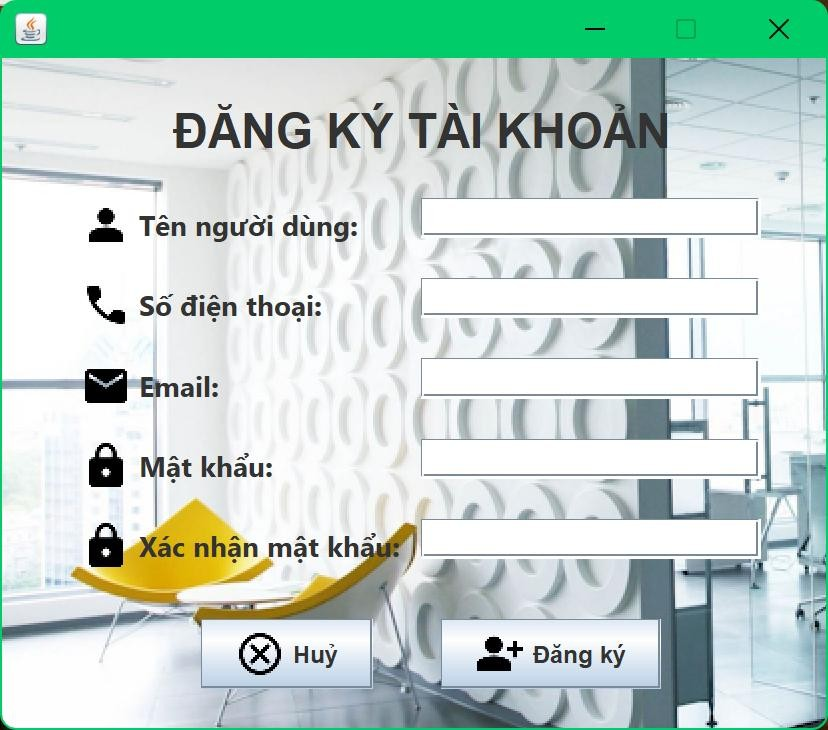 ĐĂNG KÝ TÀI KHOẢN
Tên người dùng:
Số điện thoại:
Email:
Mật khẩu:
Xác nhận mật khẩu:
Huỷ
Đăng ký